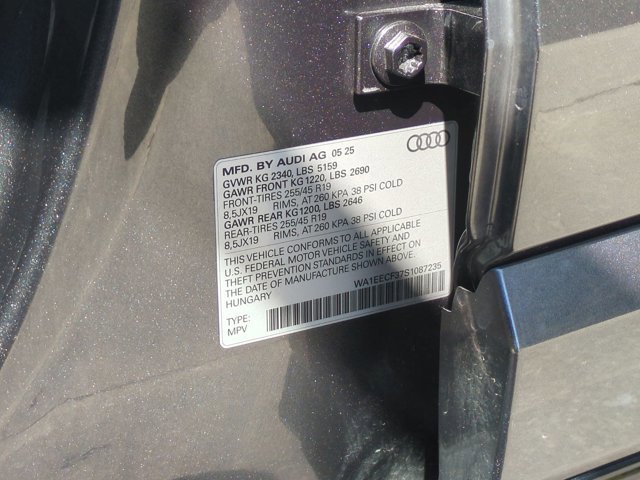 MFD. BY AUDI AG 05 25
GVWR KG 2340, LBS 5159
GAWR FRONT KG 1220, LBS 2690
FRONT-TIRES 255/45 R19
8,5JX19 RIMS, AT 260 KPA 38 PSI COLD
GAWR REAR KG1200, LBS 2646
REAR-TIRES 255/45 R19
8,5JX19 RIMS, AT 260 KPA 38 PSI COLD
THIS VEHICLE CONFORMS TO ALL APPLICABLE
U.S. FEDERAL MOTOR VEHICLE SAFETY AND
THEFT PREVENTION STANDARDS IN EFFECT ON
THE DATE OF MANUFACTURE SHOWN ABOVE.
HUNGARY
WA1EECF37S1087235
TYPE:
MPV